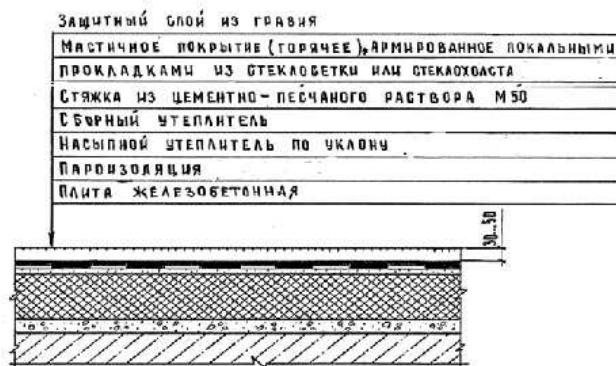 Защитный слой из гравия
Мастичное покрытие (горячее), армированное локальными
прокладками из стеклосетки или стеклохолста
Стяжка из цементно-песчаного раствора М50
Сборный утеплитель
Насыпной утеплитель по уклону
Пароизоляция
Плита железобетонная
30...50